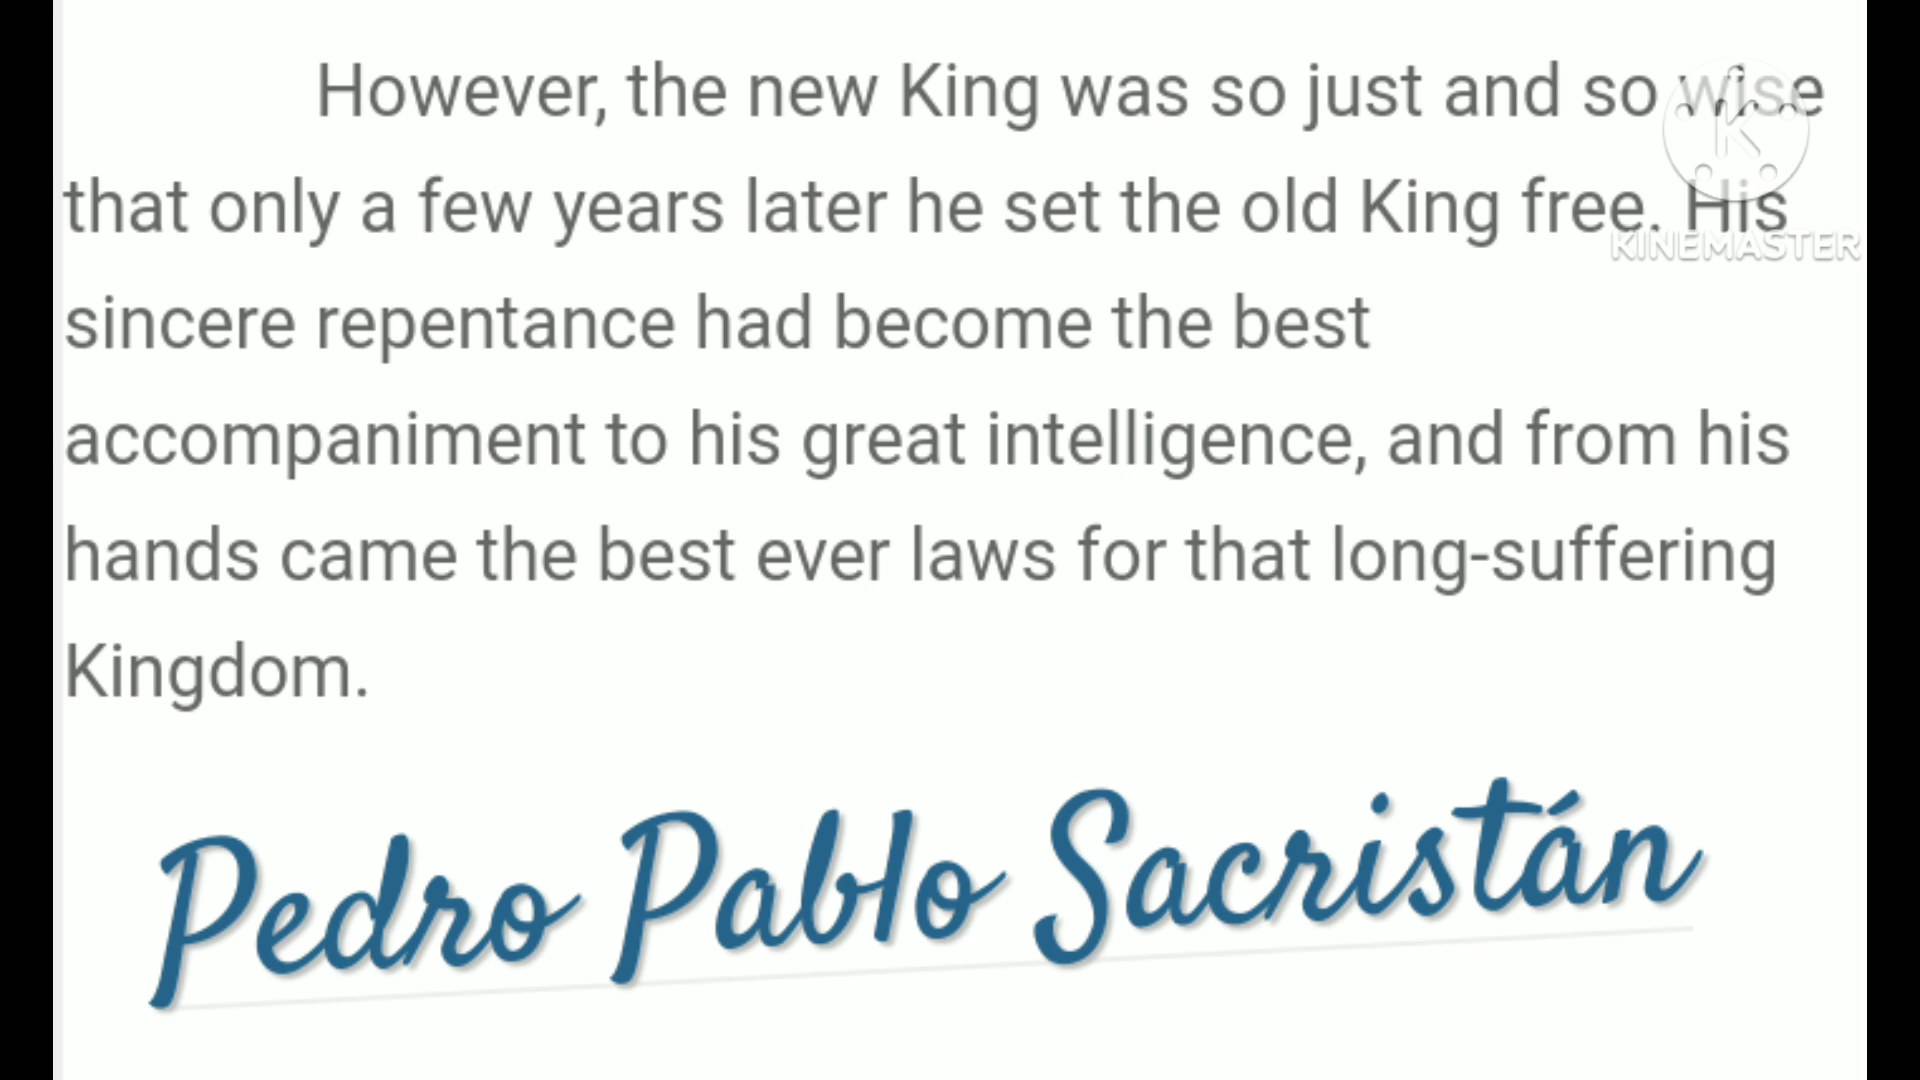 However, the new King was so just and so wise
that only a few years later he set the old King free. His
sincere repentance had become the best
accompaniment to his great intelligence, and from his
hands came the best ever laws for that long-suffering
Kingdom.
Pedro Pablo Sacristán
K
KINEMASTER